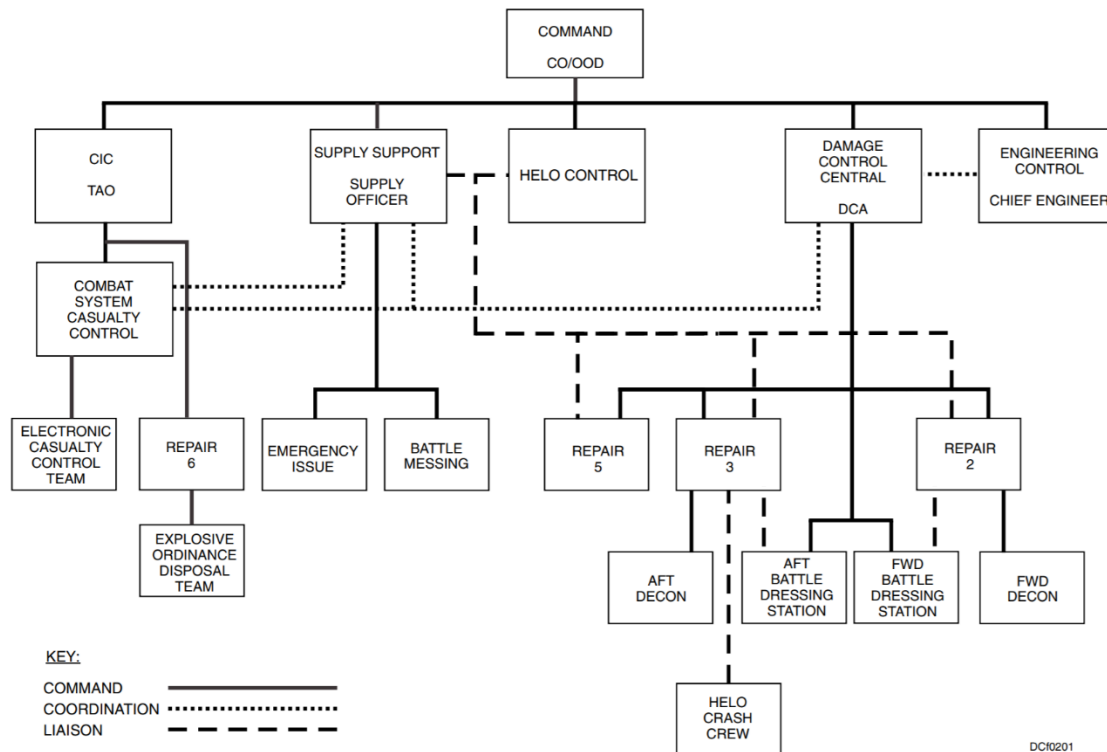 COMMAND
CO/OOD
CIC
TAO
SUPPLY SUPPORT
SUPPLY
OFFICER
HELO CONTROL
DAMAGE
CONTROL
CENTRAL
DCA
ENGINEERING
CONTROL
CHIEF ENGINEER
COMBAT
SYSTEM
CASUALTY
CONTROL
ELECTRONIC
CASUALTY
CONTROL
TEAM
REPAIR
6
EMERGENCY
ISSUE
BATTLE
MESSING
REPAIR
5
REPAIR
3
REPAIR
2
EXPLOSIVE
ORDINANCE
DISPOSAL
TEAM
AFT
DECON
AFT
BATTLE
DRESSING
STATION
FWD
BATTLE
DRESSING
STATION
FWD
DECON
HELO
CRASH
CREW
KEY:
COMMAND
COORDINATION
LIAISON
DCf0201